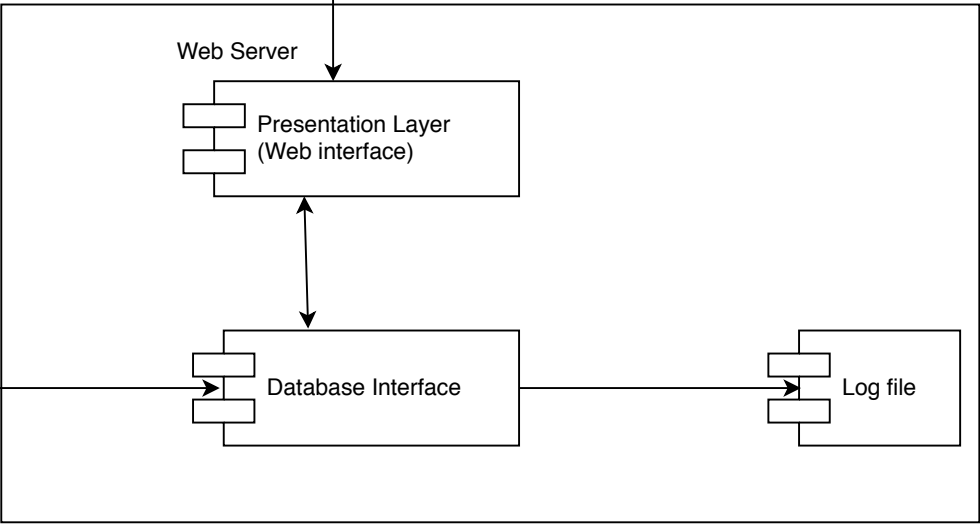 Web Server
Presentation Layer
(Web interface)
Database Interface
Log file